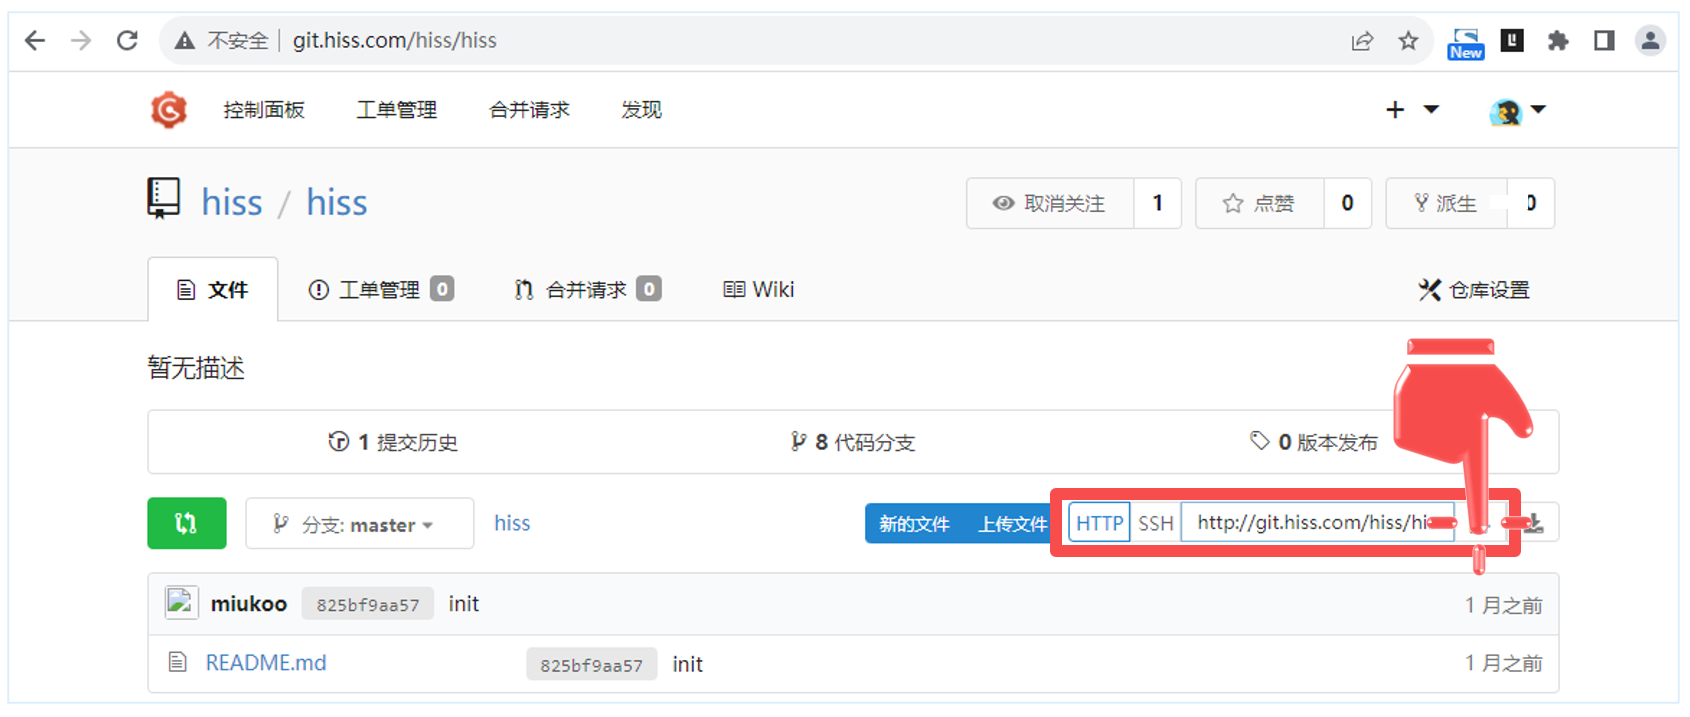 不安全 git.hiss.com/hiss/hiss
New
控制面板 工单管理 合并请求 发现
hiss / hiss 取消关注 1 点赞 0 派生 0
文件 工单管理 0 合并请求 0 Wiki 仓库设置
暂无描述
1 提交历史 8 代码分支 0 版本发布
分支: master hiss 新的文件 上传文件 HTTP SSH http://git.hiss.com/hiss/hi
miukoo 825bf9aa57 init 1 月之前
README.md 825bf9aa57 init 1 月之前